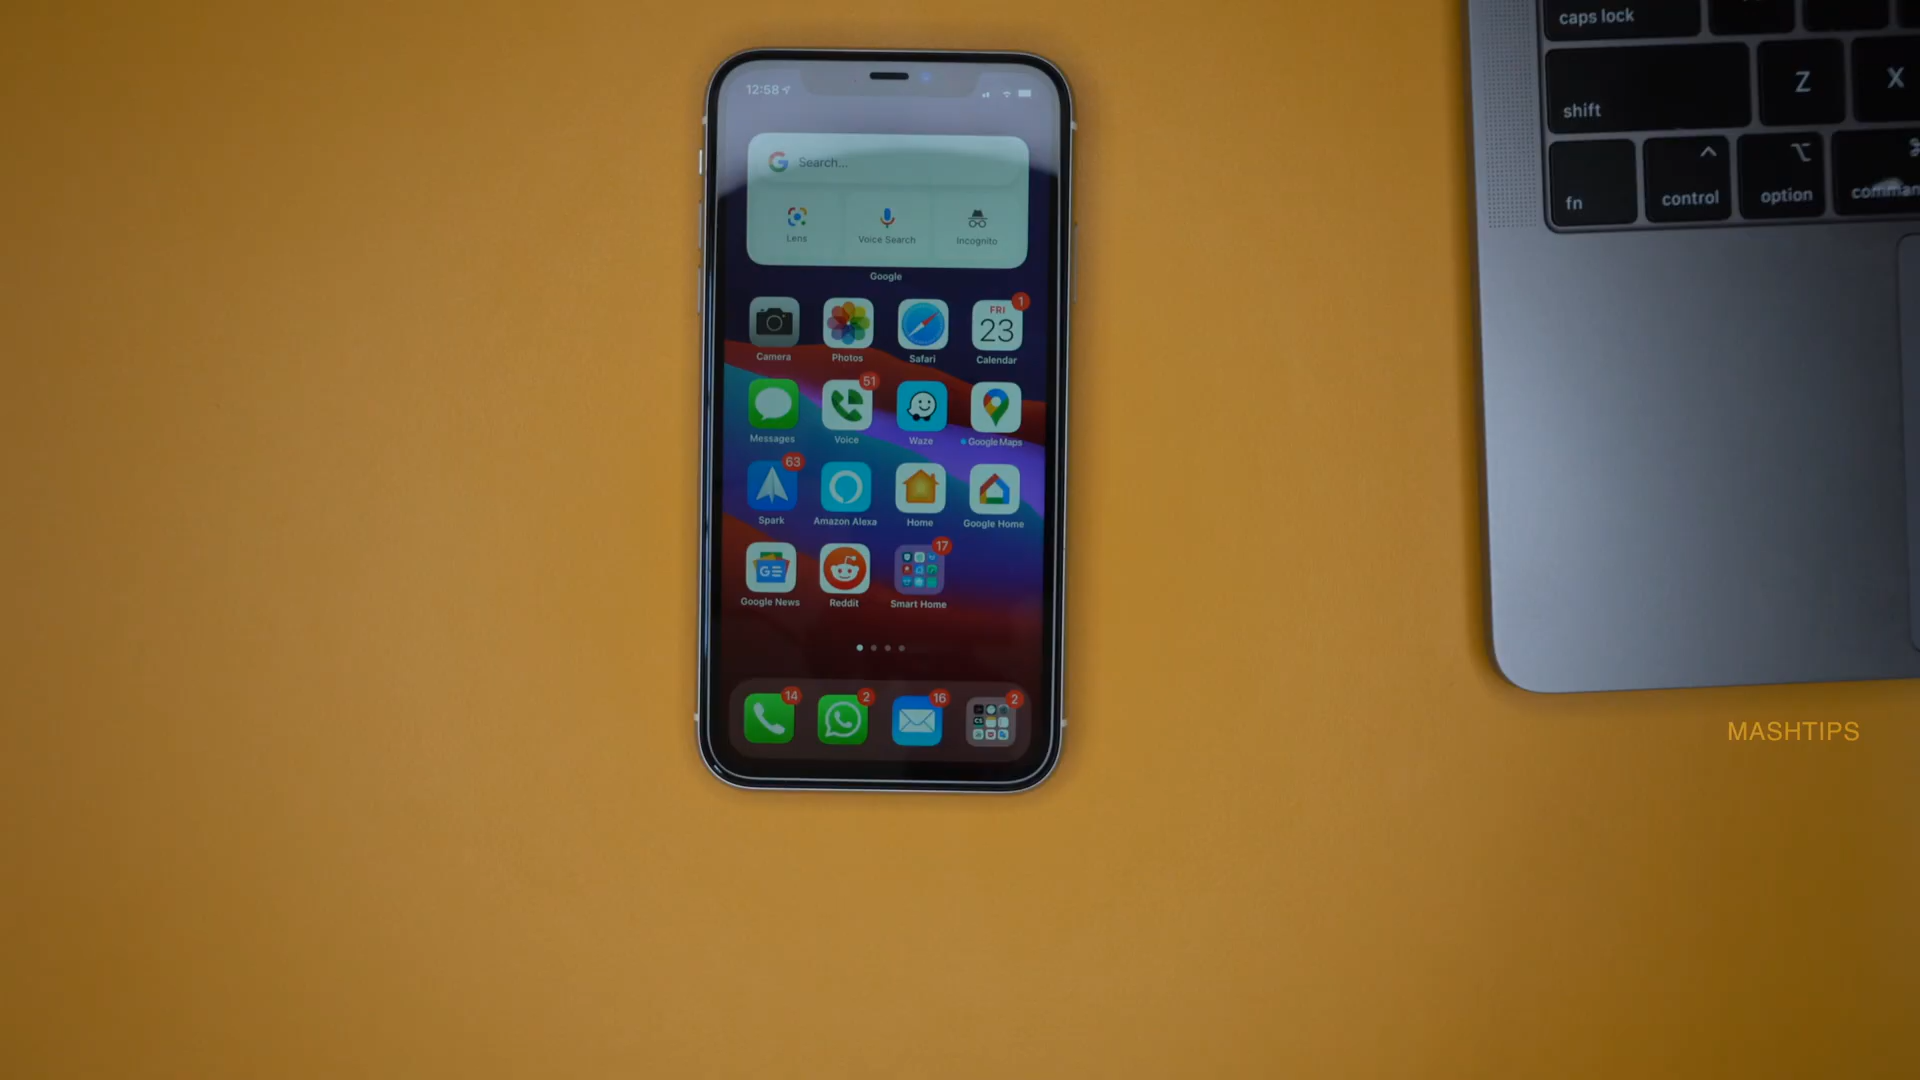 12:58
Search...
Lens Voice Search Incognito
Google
FRI
23
1
Camera Photos Safari Calendar
51
Messages Voice Waze Google Maps
63
Spark Amazon Alexa Home Google Home
17
Google News Reddit Smart Home
14 2 16 2
caps lock
shift Z X
fn control option comman
MASHTIPS